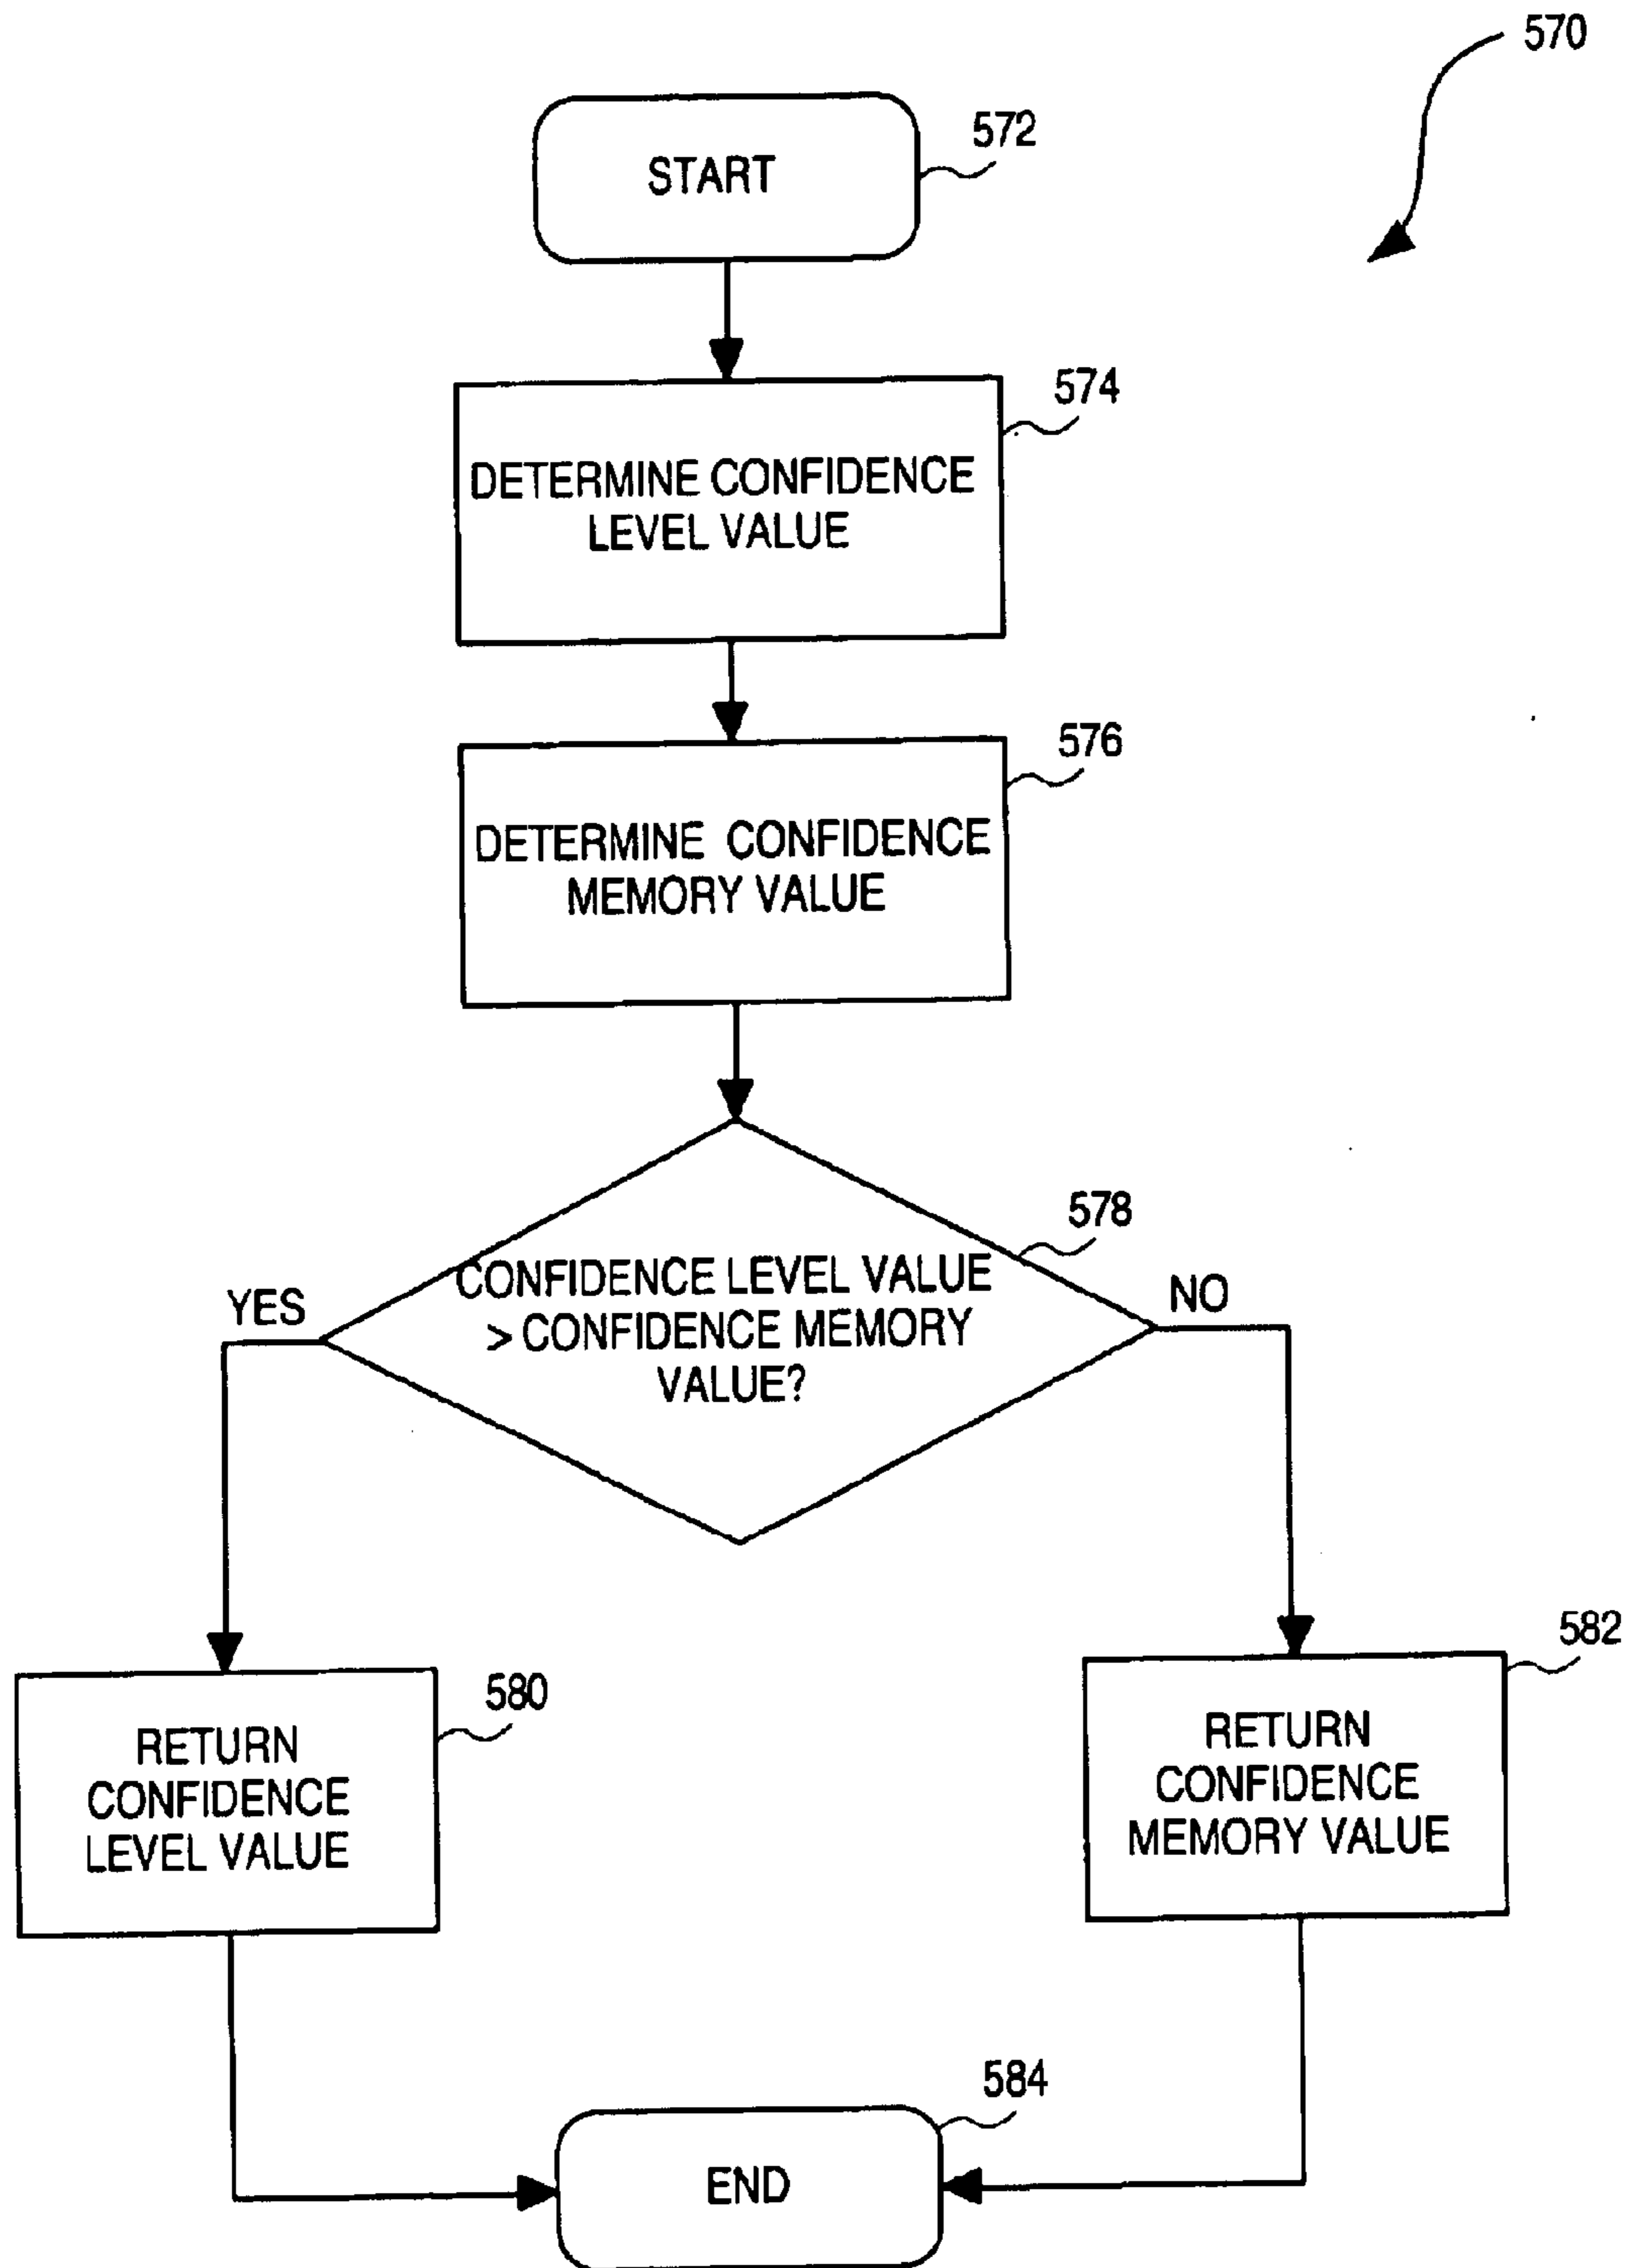 570
572
START
574
DETERMINE CONFIDENCE
LEVEL VALUE
576
DETERMINE CONFIDENCE
MEMORY VALUE
578
CONFIDENCE LEVEL VALUE
> CONFIDENCE MEMORY
VALUE?
YES
NO
580
RETURN
CONFIDENCE
LEVEL VALUE
582
RETURN
CONFIDENCE
MEMORY VALUE
584
END